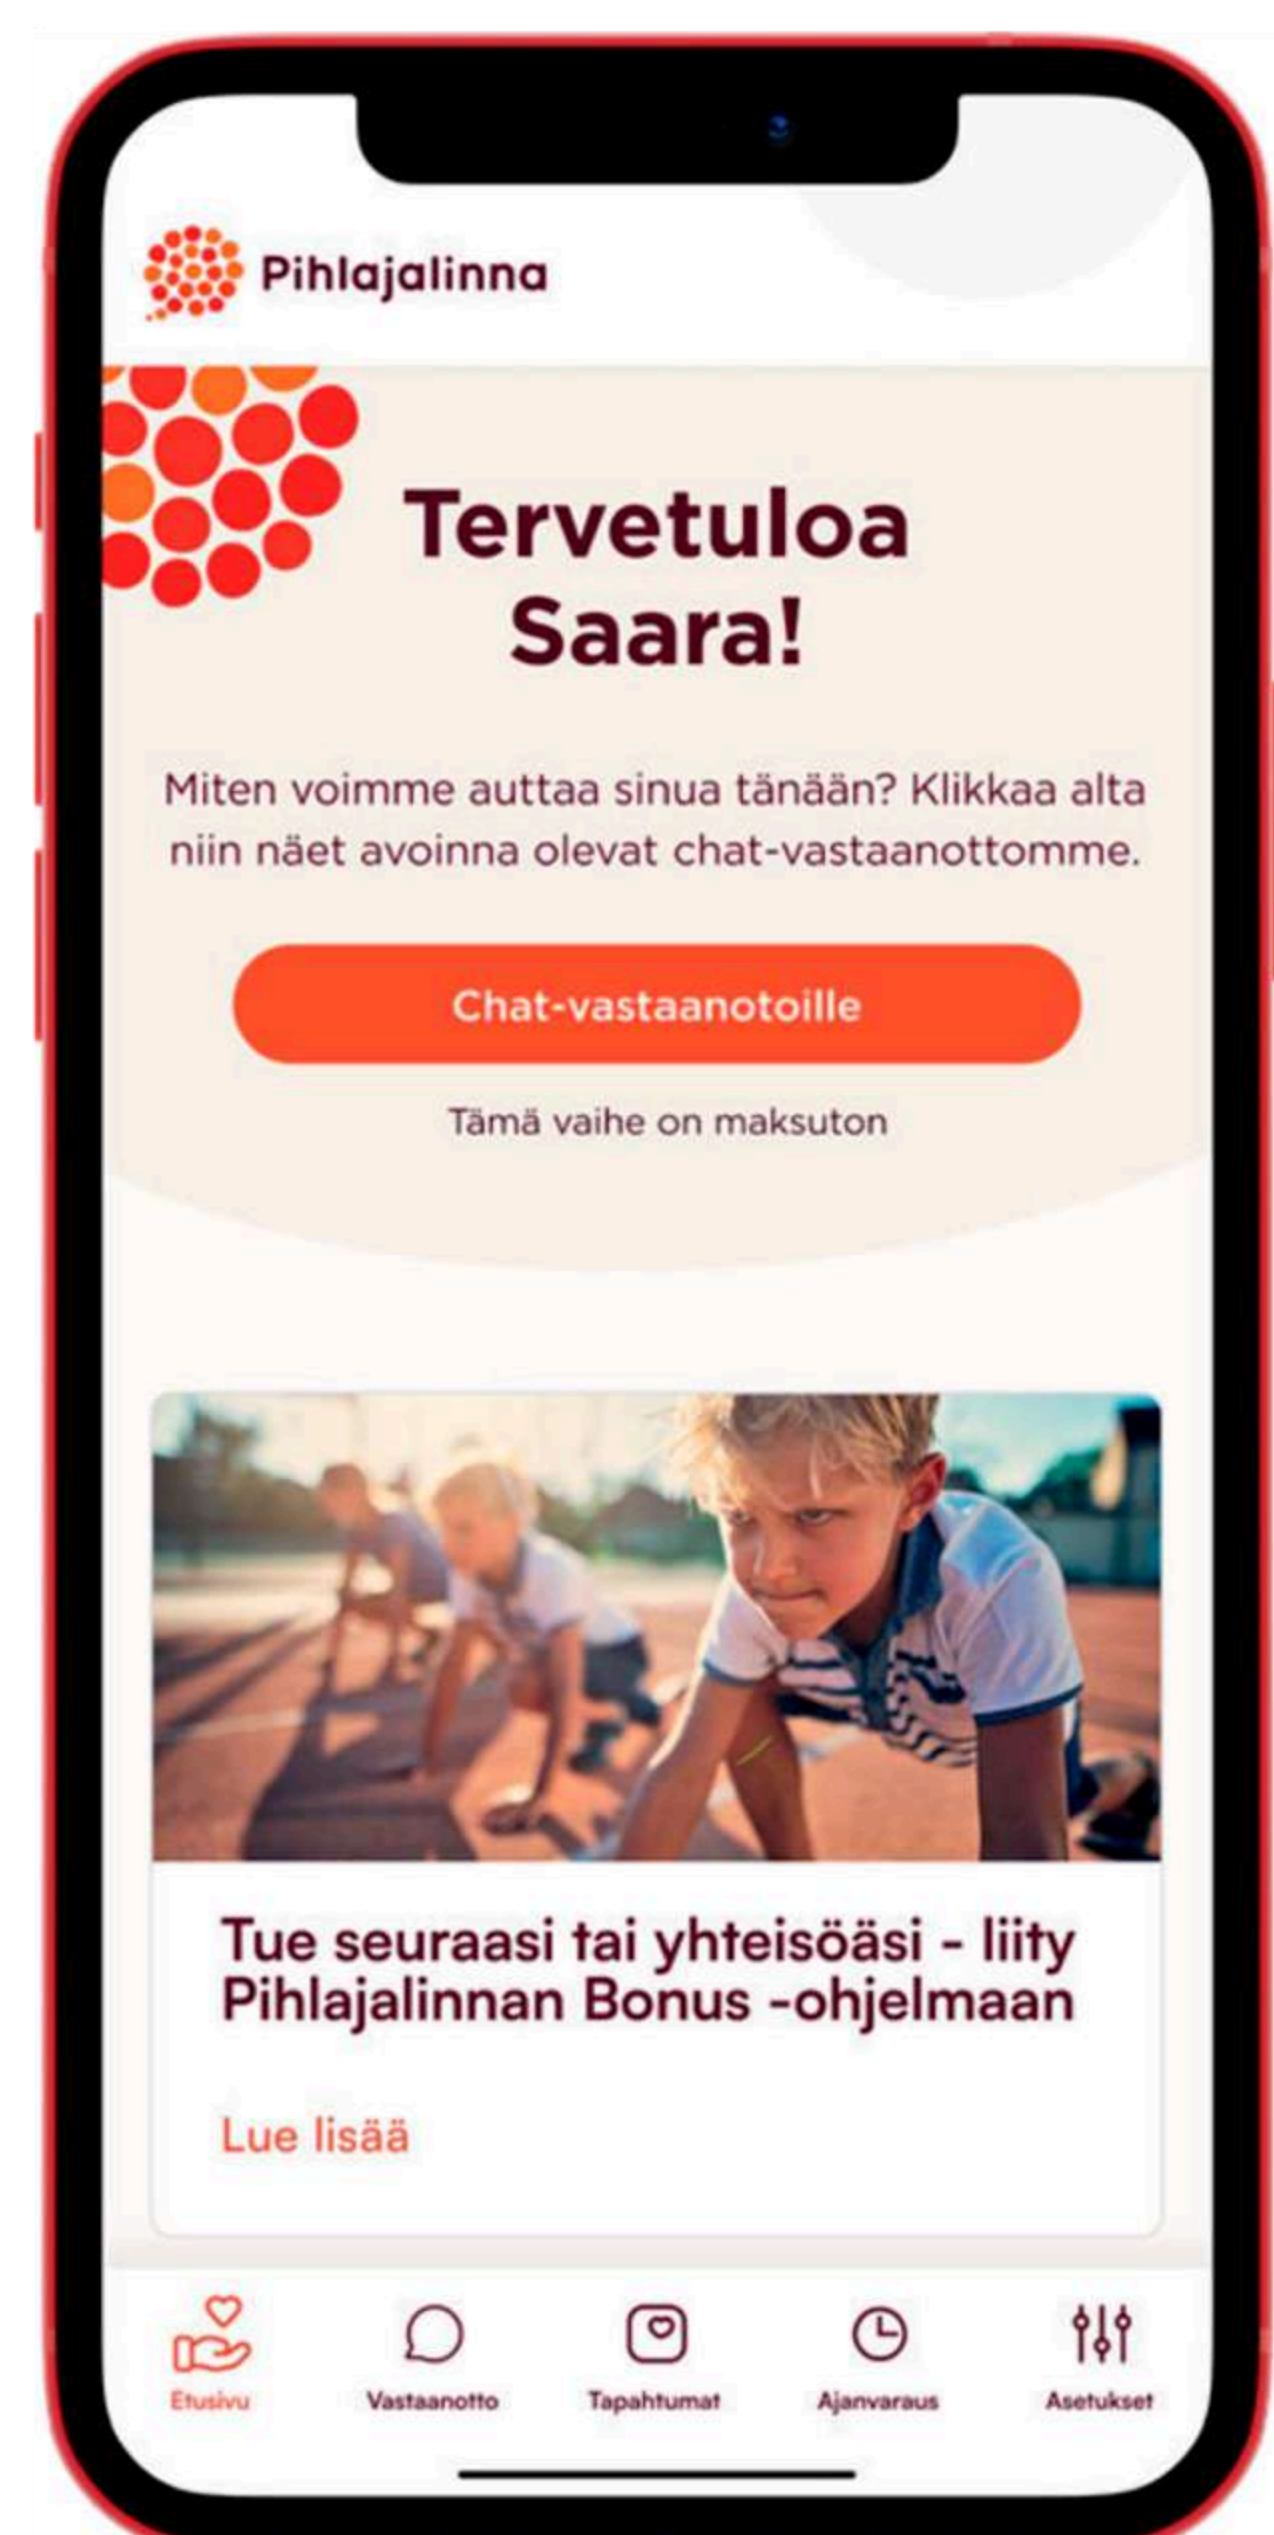 Pihlajalinna
Tervetuloa
Saara!
Miten voimme auttaa sinua tänään? Klikkaa alta
niin näet avoinna olevat chat-vastaanottomme.
Chat-vastaanotoille
Tämä vaihe on maksuton
Tue seuraasi tai yhteisöäsi - liity
Pihlajalinnan Bonus -ohjelmaan
Lue lisää
Etusivu Vastaanotto Tapahtumat Ajanvaraus Asetukset